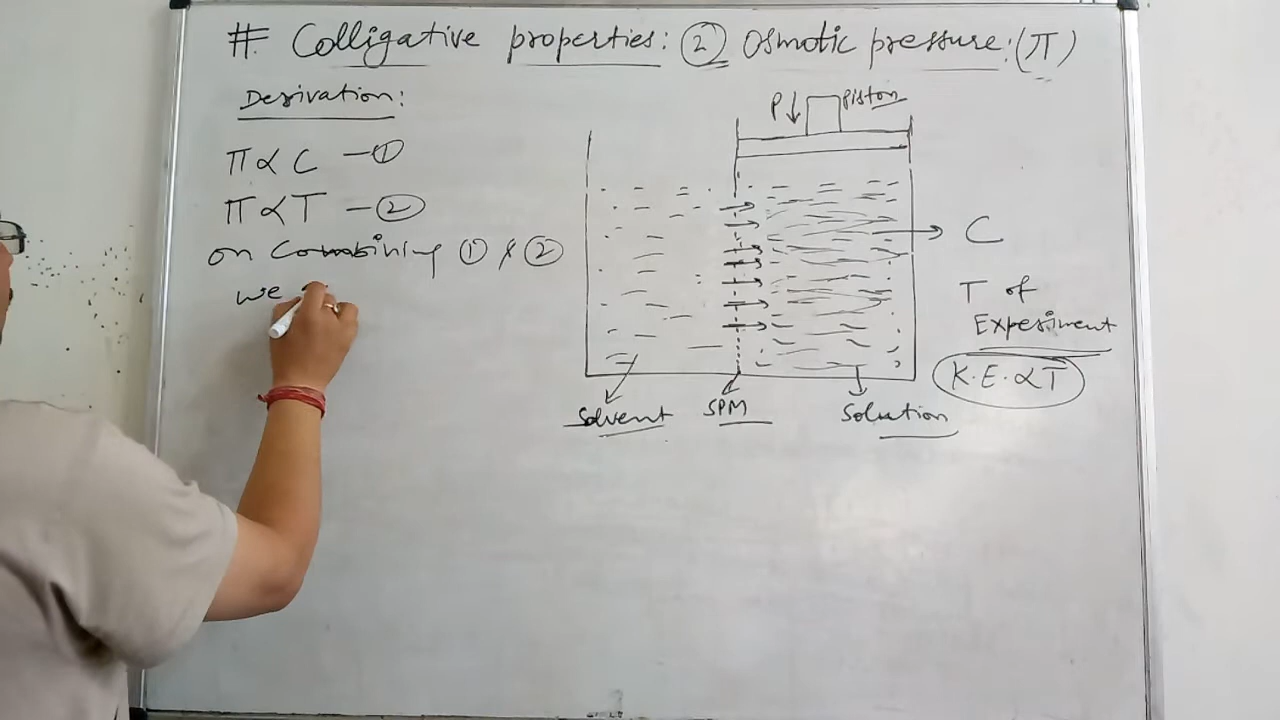 # Colligative properties: ② Osmotic pressure: (π)
Derivation:
π ∝ C — ①
π ∝ T — ②
on Combining ① & ②
we
P↓ piston
C
T of
Experiment
K.E. ∝ T
Solvent
SPM
Solution